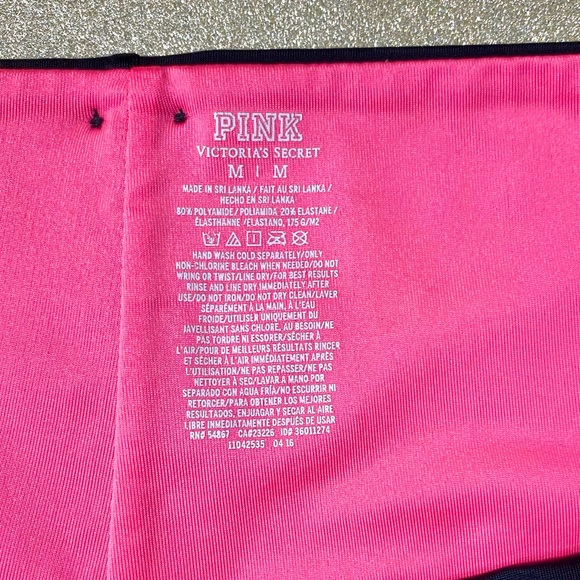 PINK
VICTORIA'S SECRET
M | M
MADE IN SRI LANKA / FAIT AU SRI LANKA /
HECHO EN SRI LANKA
80% POLYAMIDE / POLIAMIDA, 20% ELASTANE /
ÉLASTHANNE / ELASTANO, 175 G/M2
HAND WASH COLD SEPARATELY/ONLY
NON-CHLORINE BLEACH WHEN NEEDED/DO NOT
WRING OR TWIST/LINE DRY/FOR BEST RESULTS
RINSE AND LINE DRY IMMEDIATELY AFTER
USE/DO NOT IRON/DO NOT DRY CLEAN/LAVER
SÉPARÉMENT À LA MAIN, À L'EAU
FROIDE/UTILISER UNIQUEMENT DU
JAVELLISANT SANS CHLORE, AU BESOIN/NE
PAS TORDRE NI ESSORER/SÉCHER À
L'AIR/POUR DE MEILLEURS RÉSULTATS RINCER
ET SÉCHER À L'AIR IMMÉDIATEMENT APRÈS
L'UTILISATION/NE PAS REPASSER/NE PAS
NETTOYER À SEC/LAVAR A MANO POR
SEPARADO CON AGUA FRÍA/NO ESCURRIR NI
RETORCER/PARA OBTENER LOS MEJORES
RESULTADOS, ENJUAGAR Y SECAR AL AIRE
LIBRE INMEDIATAMENTE DESPUÉS DE USAR
RN# 54867 CA#23226 ID# 36011274
11042535 04 16